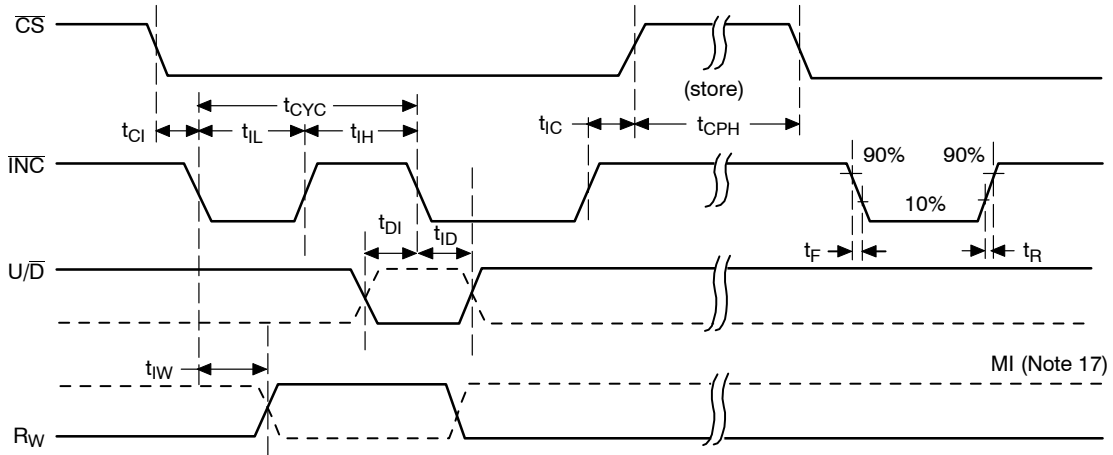 CS
(store)
tCYC
tCI
tIL
tIH
tIC
tCPH
INC
90%
90%
10%
tDI
tID
tF
tR
U/D
tIW
MI (Note 17)
RW